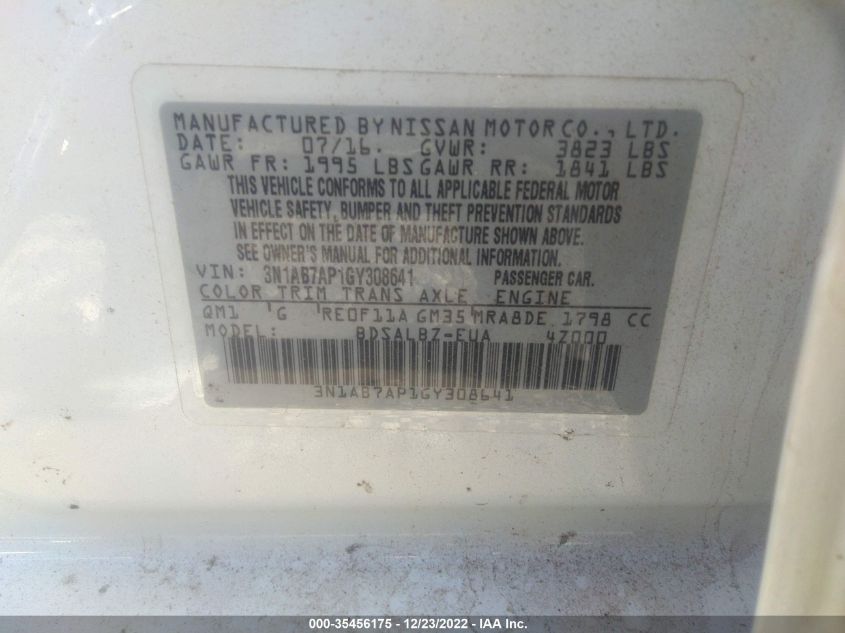 MANUFACTURED BY NISSAN MOTOR CO., LTD.
DATE: 07/16. GVWR: 3823 LBS
GAWR FR: 1995 LBS GAWR RR: 1841 LBS
THIS VEHICLE CONFORMS TO ALL APPLICABLE FEDERAL MOTOR
VEHICLE SAFETY, BUMPER AND THEFT PREVENTION STANDARDS
IN EFFECT ON THE DATE OF MANUFACTURE SHOWN ABOVE.
SEE OWNER'S MANUAL FOR ADDITIONAL INFORMATION.
VIN: 3N1AB7AP1GY308641 PASSENGER CAR.
COLOR TRIM TRANS AXLE ENGINE
QM1 G RE0F11A GM35 MRA8DE 1798 CC
MODEL: BDSALBZ-EUA 4Z000
3N1AB7AP1GY308641
000-35456175 - 12/23/2022 - IAA Inc.